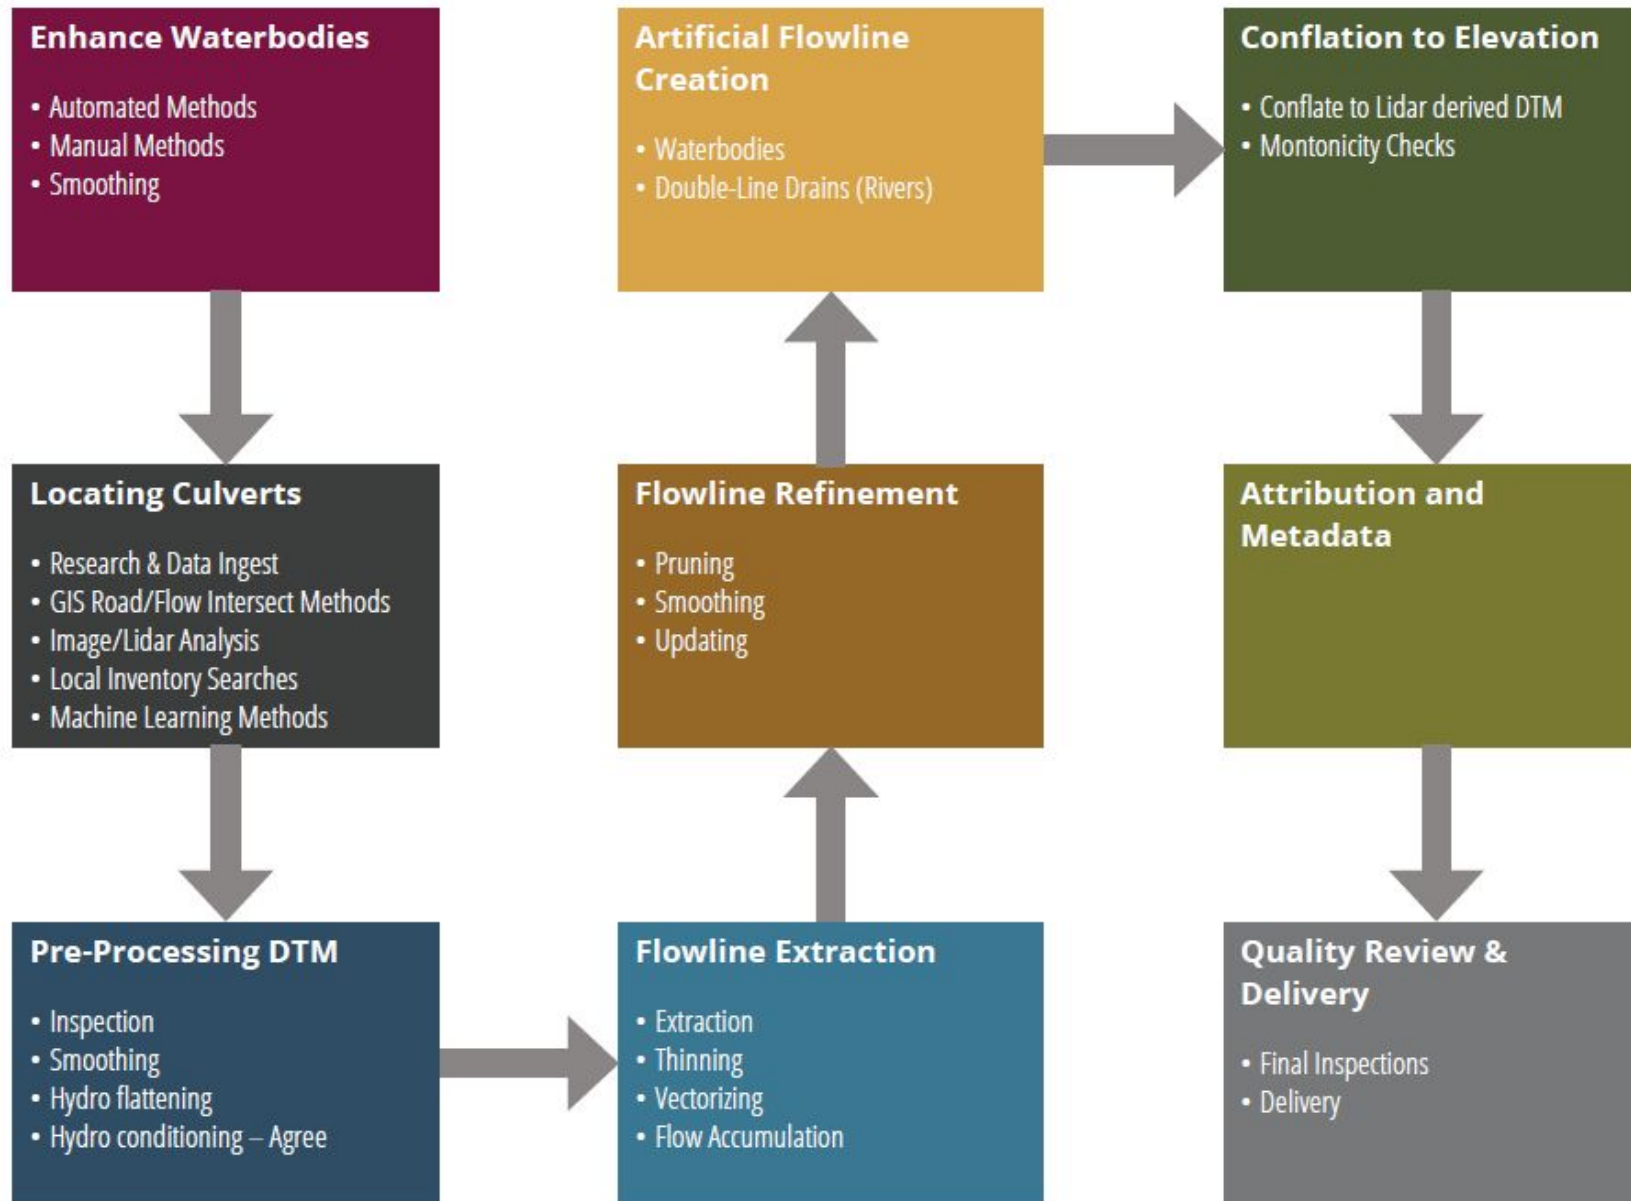 Enhance Waterbodies
• Automated Methods
• Manual Methods
• Smoothing
Locating Culverts
• Research & Data Ingest
• GIS Road/Flow Intersect Methods
• Image/Lidar Analysis
• Local Inventory Searches
• Machine Learning Methods
Pre-Processing DTM
• Inspection
• Smoothing
• Hydro flattening
• Hydro conditioning – Agree
Flowline Extraction
• Extraction
• Thinning
• Vectorizing
• Flow Accumulation
Flowline Refinement
• Pruning
• Smoothing
• Updating
Artificial Flowline
Creation
• Waterbodies
• Double-Line Drains (Rivers)
Conflation to Elevation
• Conflate to Lidar derived DTM
• Montonicity Checks
Attribution and
Metadata
Quality Review &
Delivery
• Final Inspections
• Delivery